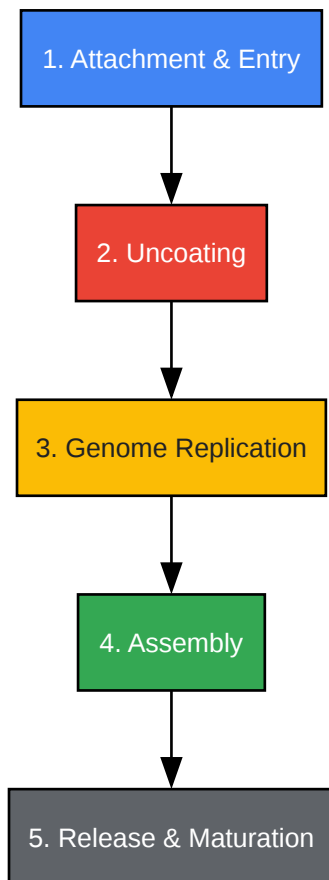 1. Attachment & Entry
2. Uncoating
3. Genome Replication
4. Assembly
5. Release & Maturation